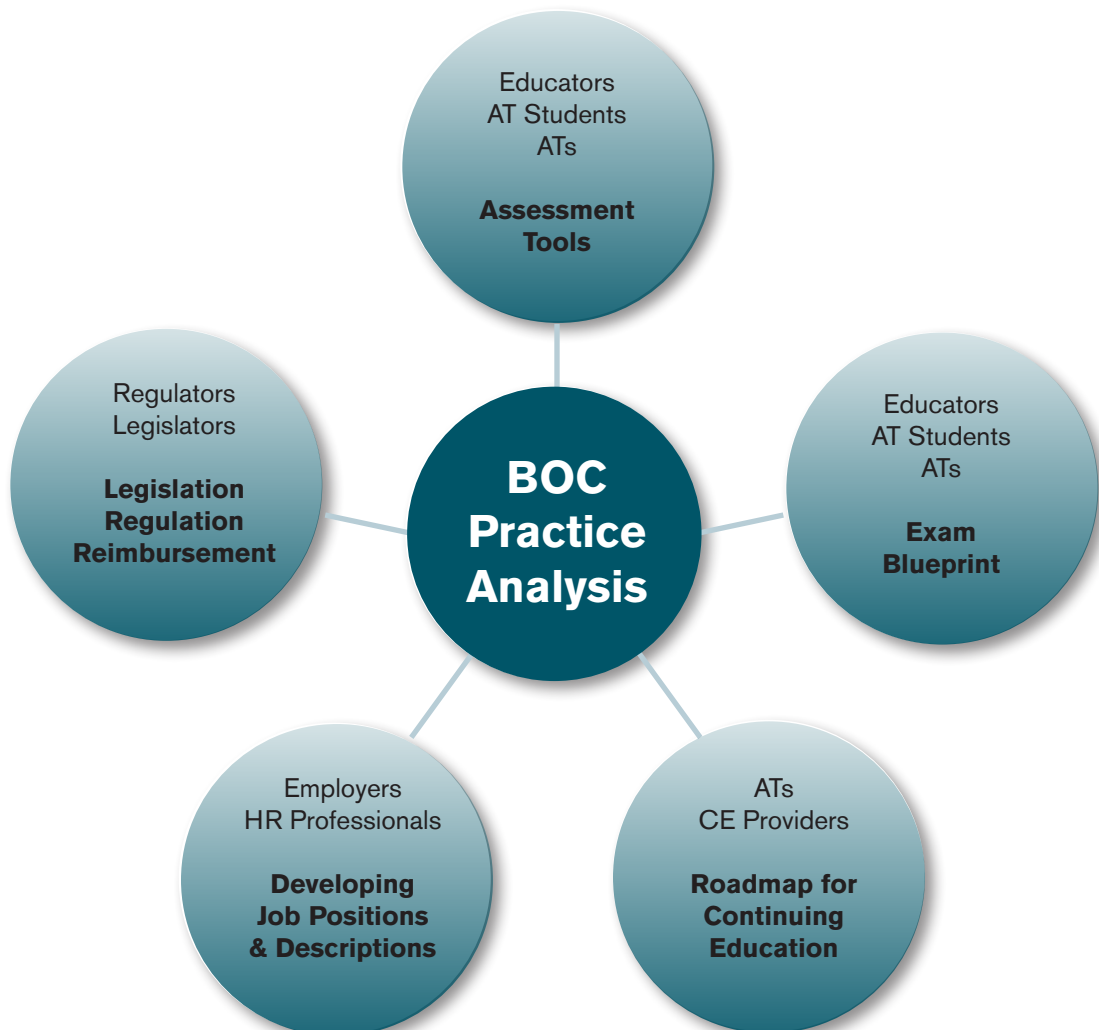 Educators
AT Students
ATs
Assessment
Tools
Regulators
Legislators
Legislation
Regulation
Reimbursement
BOC
Practice
Analysis
Educators
AT Students
ATs
Exam
Blueprint
Employers
HR Professionals
Developing
Job Positions
& Descriptions
ATs
CE Providers
Roadmap for
Continuing
Education